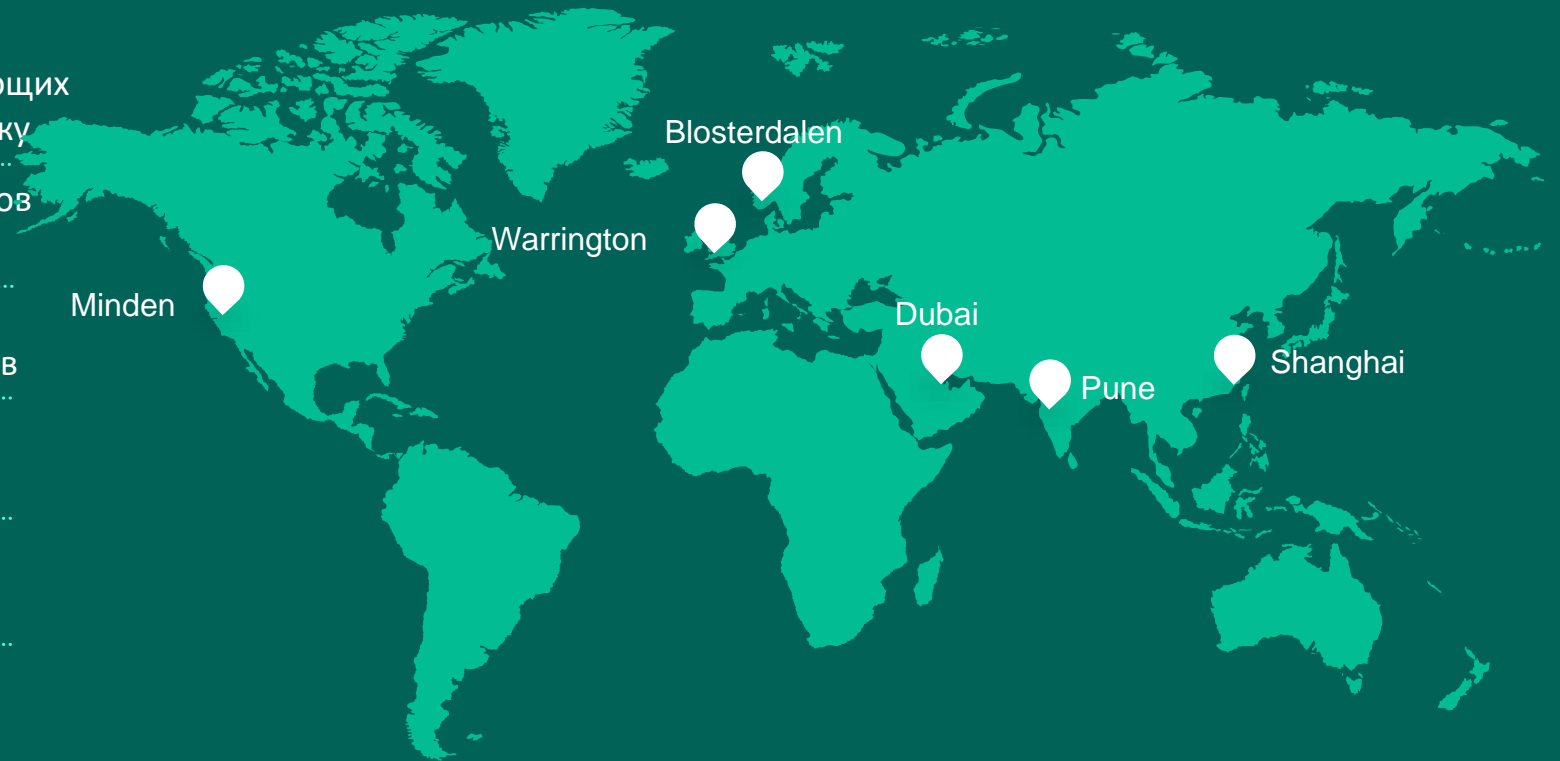 Blosterdalen
Warrington
Minden
Dubai
Pune
Shanghai